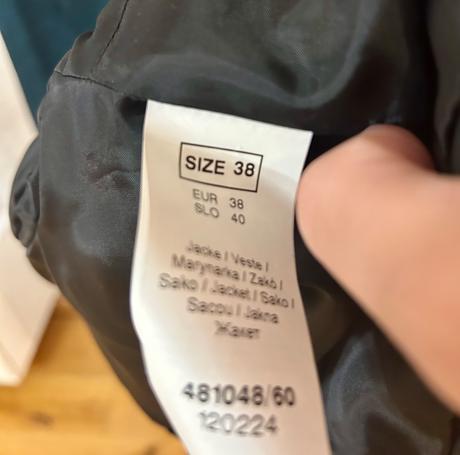 SIZE 38
EUR 38
SLO 40
Jacke / Veste /
Marynarka / Zakó /
Sako / Jacket / Sako /
Sacou / Jakna
Жакет
481048/60
120224